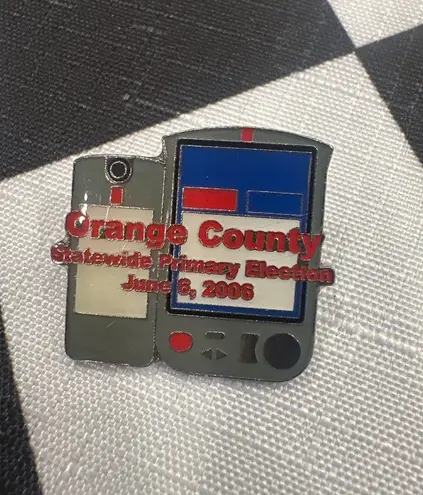 Orange County
Statewide Primary Election
June 6, 2006